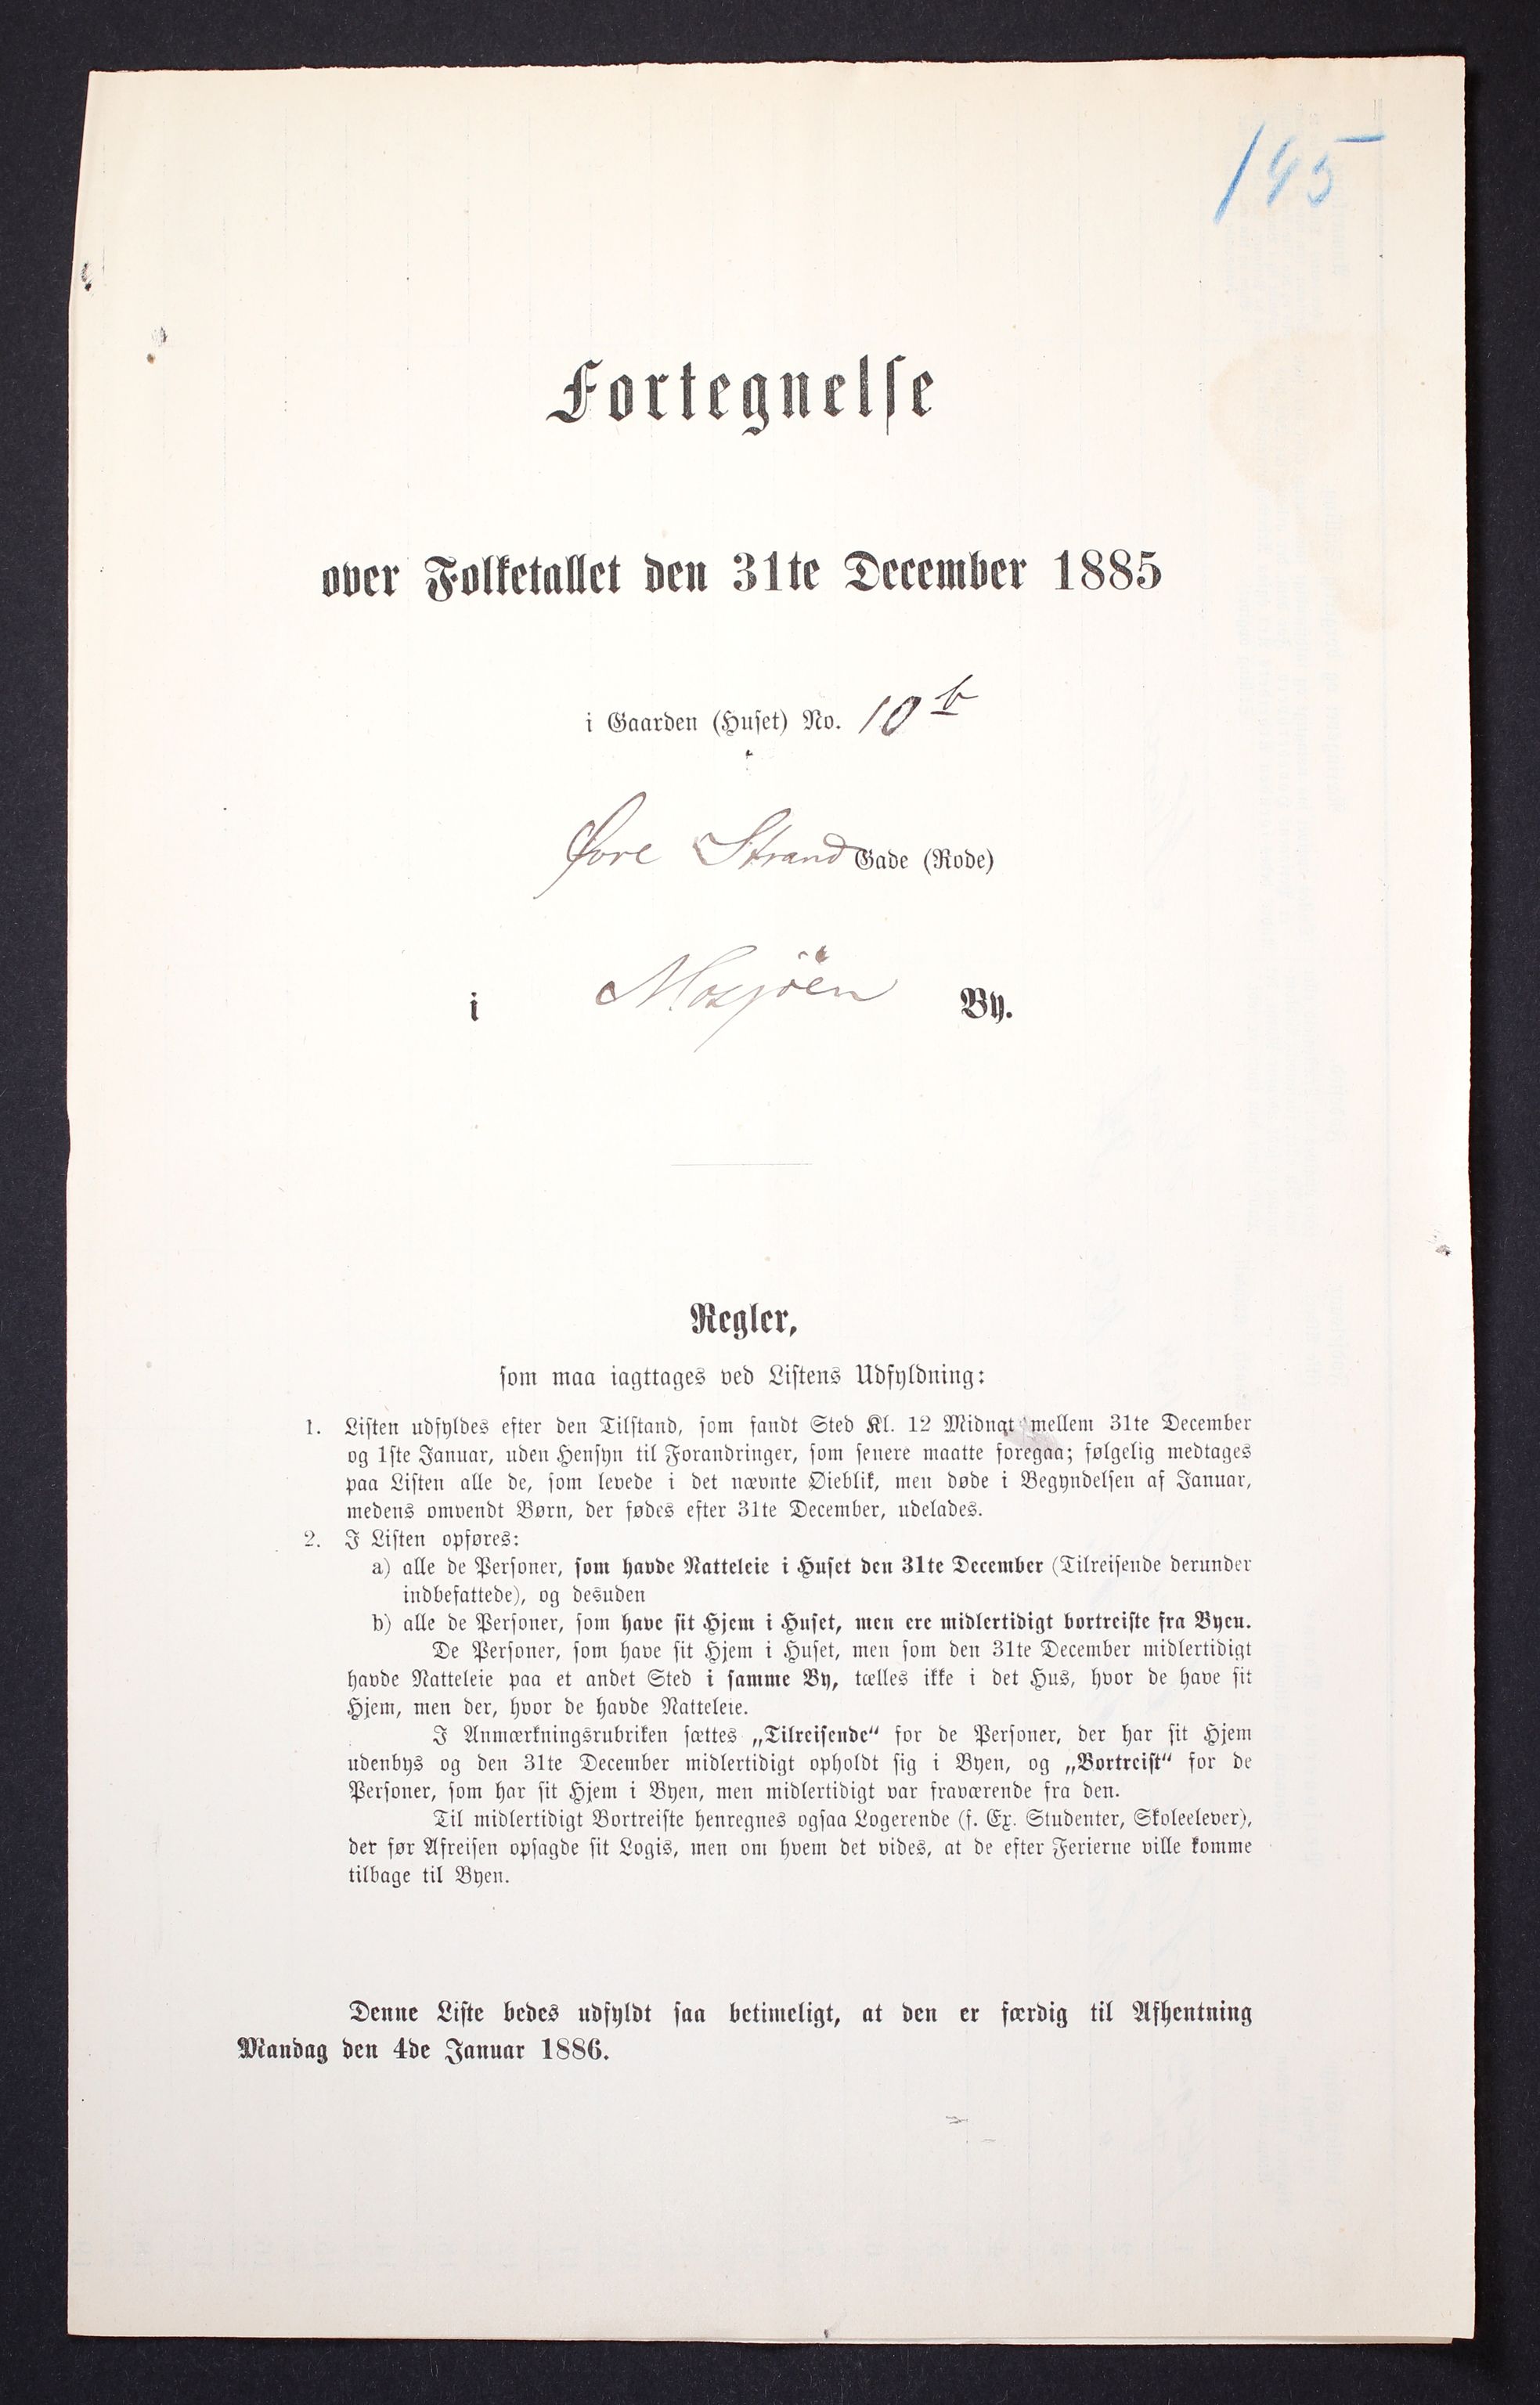 145
Fortegnelse
over Folketallet den 31te December 1885
i Gaarden (Huset) No. 10 b
Øvre Strand Gade (Rode)
i Mosjøen By.
Regler,
som maa iagttages ved Listens Udfyldning:
1. Listen udfyldes efter den Tilstand, som fandt Sted Kl. 12 Midnat mellem 31te December
og 1ste Januar, uden Hensyn til Forandringer, som senere maatte foregaa; følgelig medtages
paa Listen alle de, som levede i det nævnte Øieblik, men døde i Begyndelsen af Januar,
medens omvendt Børn, der fødes efter 31te December, udelades.
2. I Listen opføres:
a) alle de Personer, som havde Natteleie i Huset den 31te December (Tilreisende derunder
indbefattede), og desuden
b) alle de Personer, som have sit Hjem i Huset, men ere midlertidigt bortreiste fra Byen.
De Personer, som have sit Hjem i Huset, men som den 31te December midlertidigt
havde Natteleie paa et andet Sted i samme By, tælles ikke i det Hus, hvor de have sit
Hjem, men der, hvor de havde Natteleie.
I Anmærkningsrubriken sættes „Tilreisende“ for de Personer, der har sit Hjem
udenbys og den 31te December midlertidigt opholdt sig i Byen, og „Bortreist“ for de
Personer, som har sit Hjem i Byen, men midlertidigt var fraværende fra den.
Til midlertidigt Bortreiste henregnes ogsaa Logerende (f. Ex. Studenter, Skoleelever),
der før Afreisen opsagde sit Logis, men om hvem det vides, at de efter Ferierne ville komme
tilbage til Byen.
Denne Liste bedes udfyldt saa betimeligt, at den er færdig til Afhentning
Mandag den 4de Januar 1886.